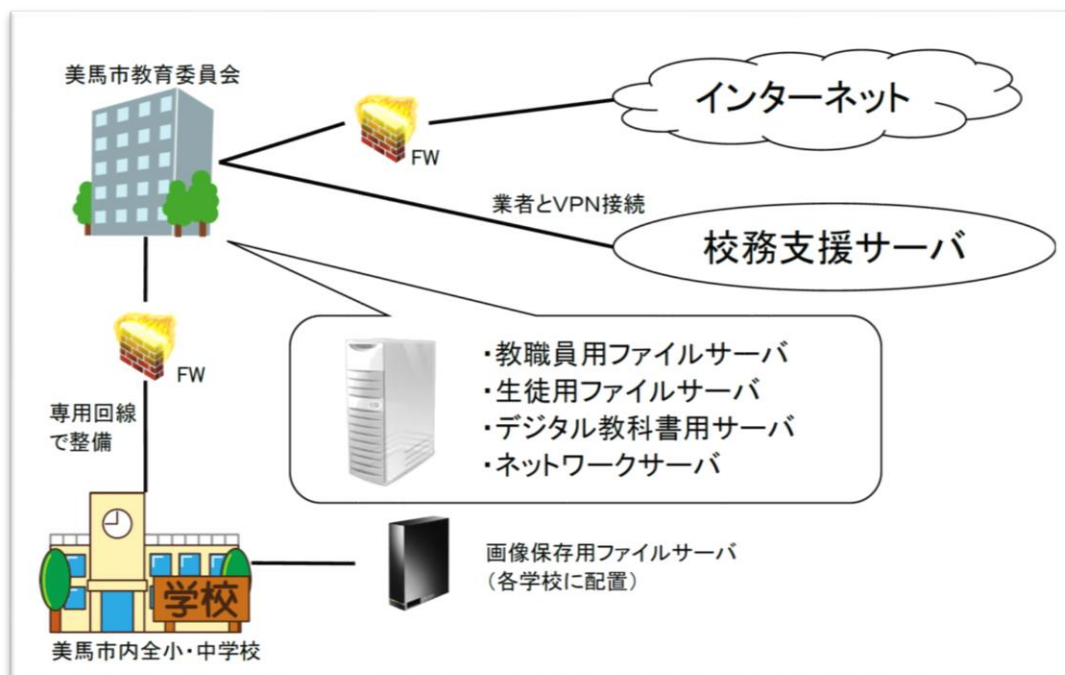 美馬市教育委員会
インターネット
FW
業者とVPN接続
校務支援サーバ
・教職員用ファイルサーバ
・生徒用ファイルサーバ
・デジタル教科書用サーバ
・ネットワークサーバ
FW
専用回線
で整備
画像保存用ファイルサーバ
（各学校に配置）
学校
美馬市内全小・中学校